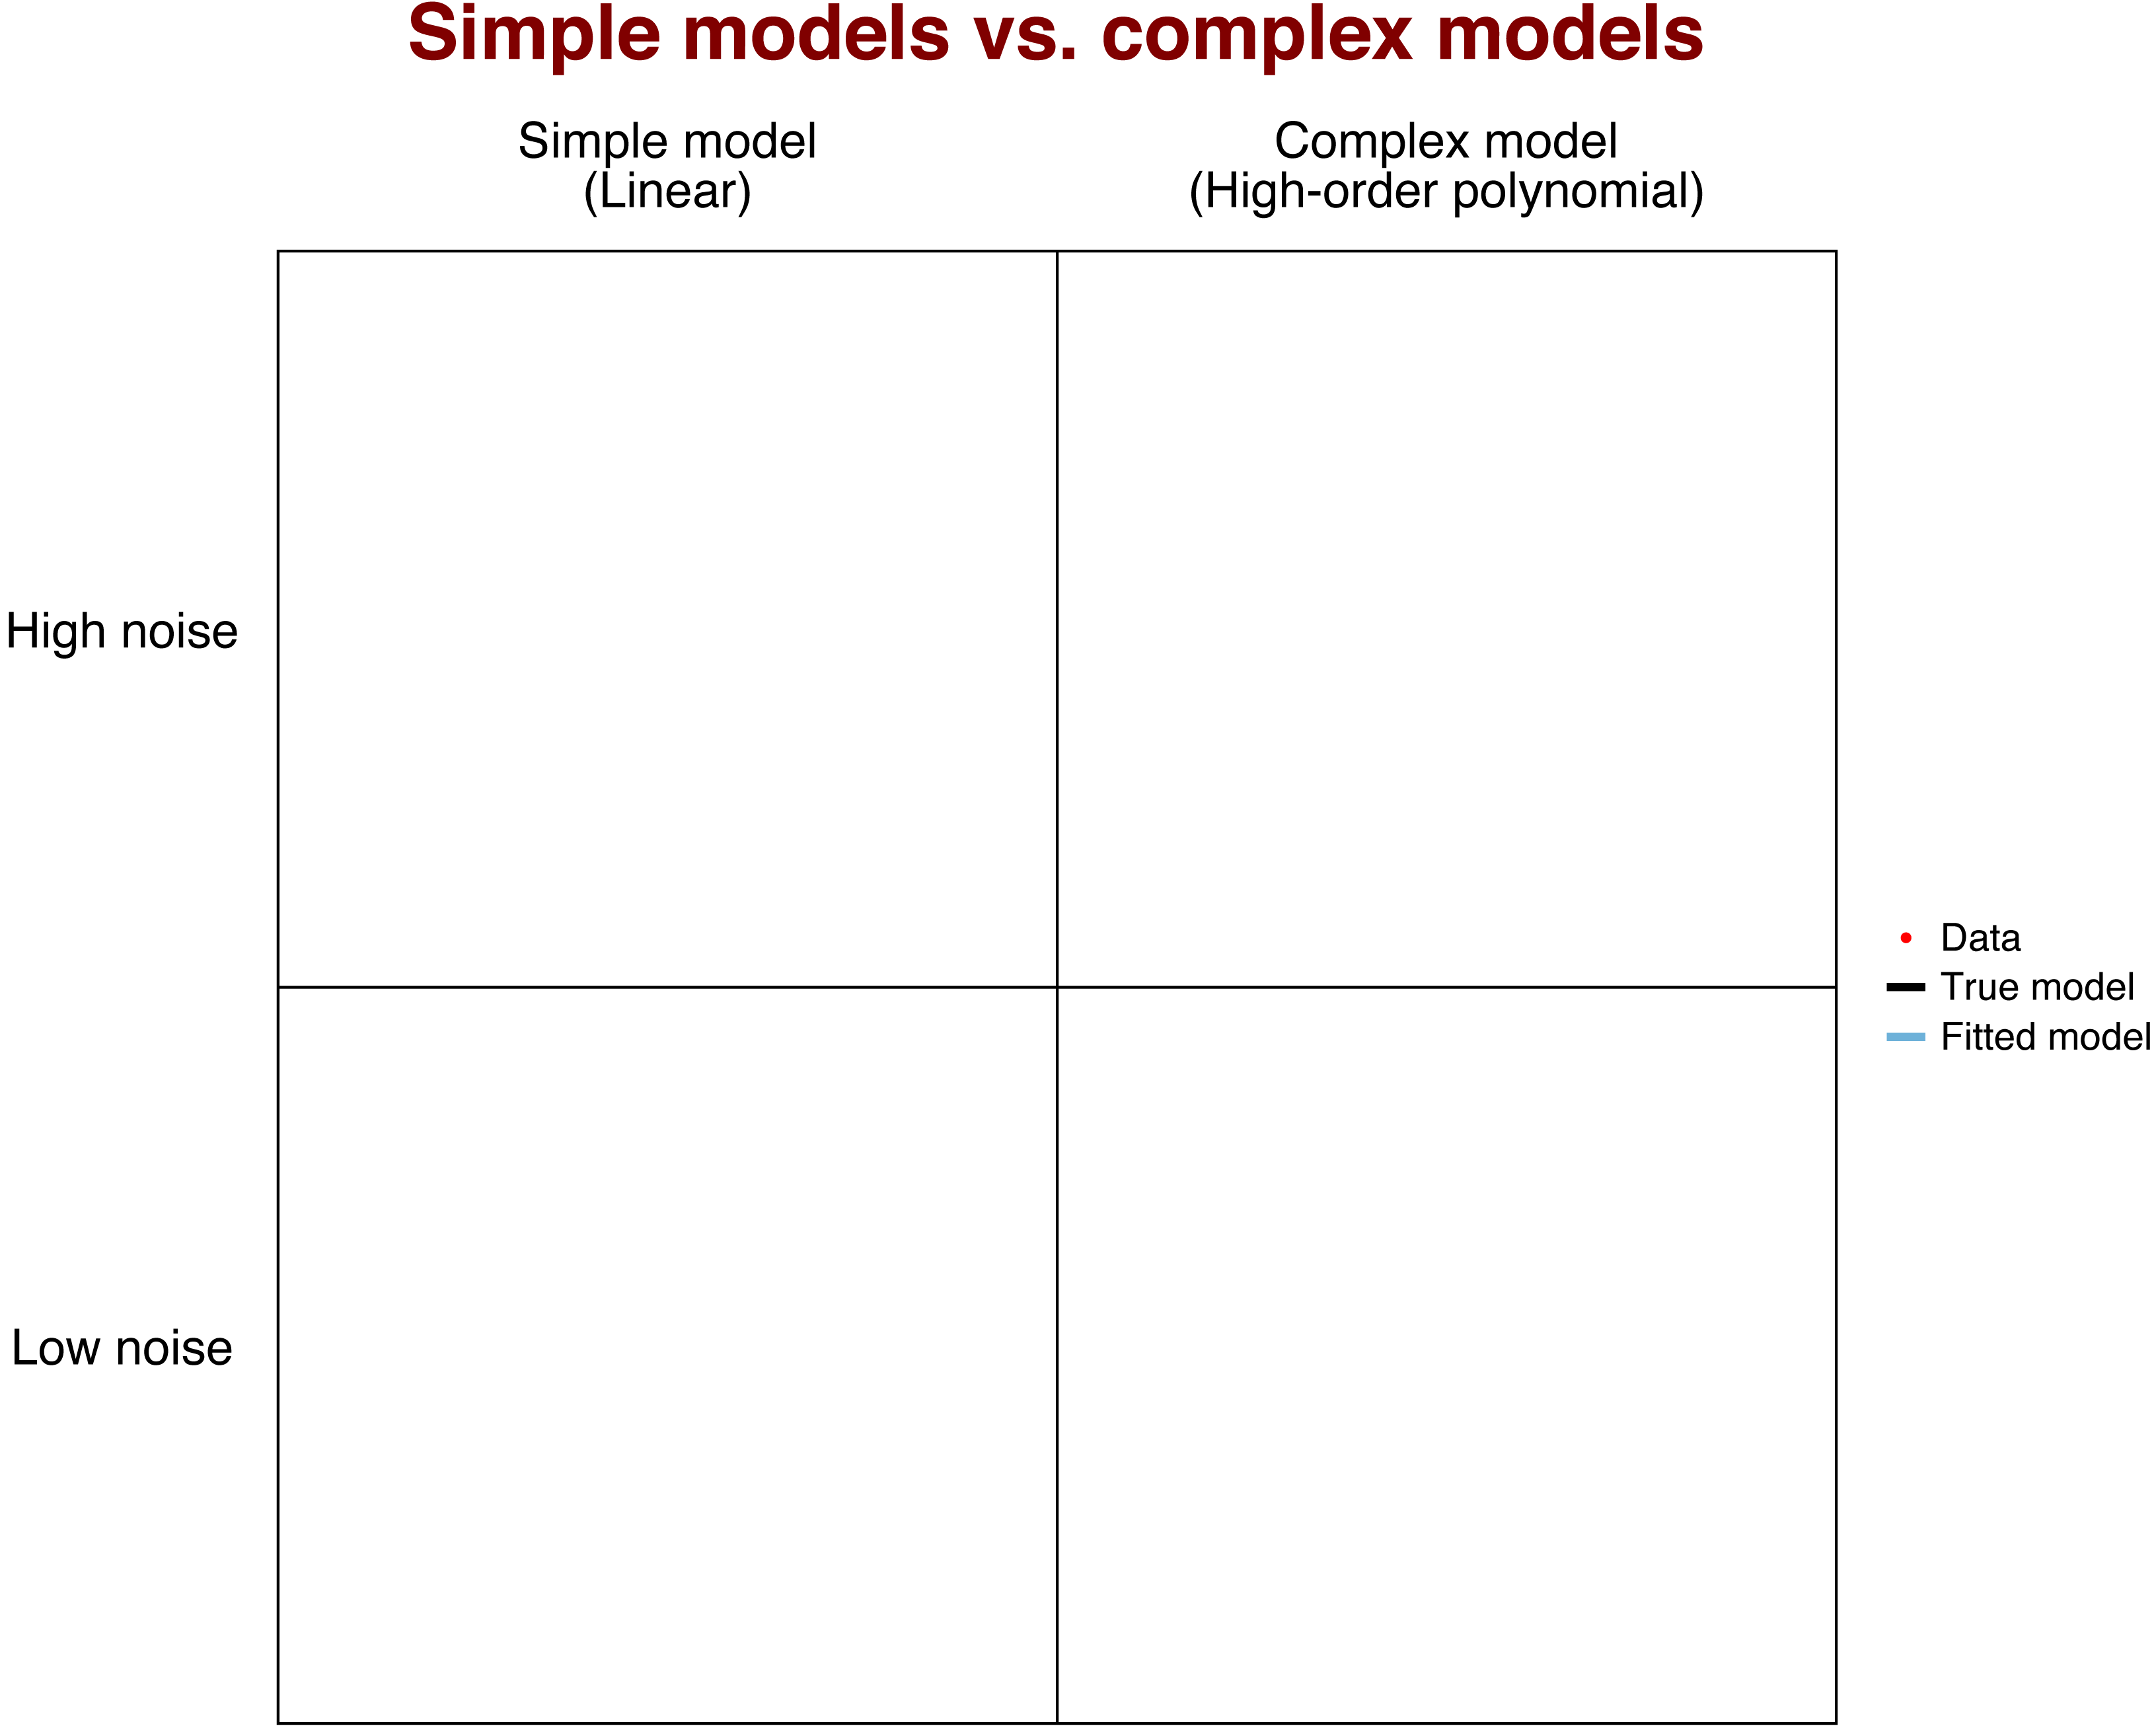 Simple models vs. complex models
Simple model
(Linear)
Complex model
(High-order polynomial)
High noise
Data
True model
Fitted model
Low noise